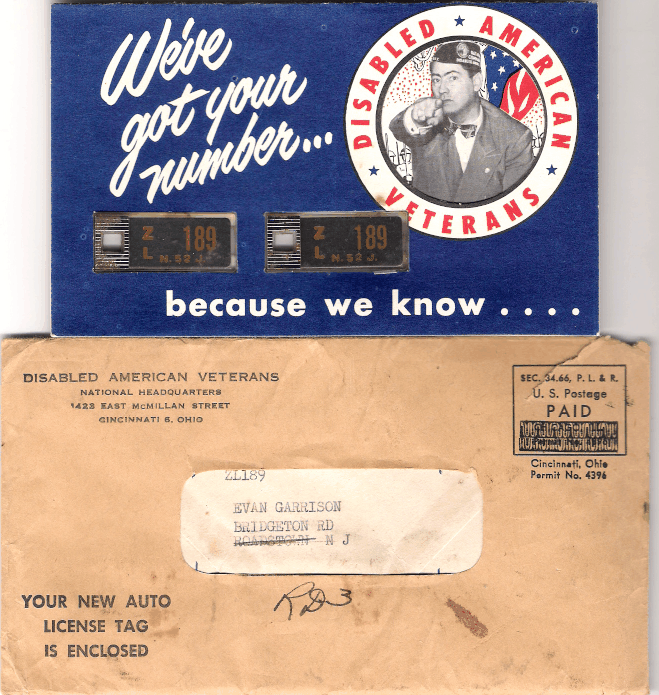 We've
got your
number...
DISABLED ★ AMERICAN ★ VETERANS ★
Z L 189
N. 52 J.
Z L 189
N. 52 J.
because we know . . . .
DISABLED AMERICAN VETERANS
NATIONAL HEADQUARTERS
1423 EAST McMILLAN STREET
CINCINNATI 6, OHIO
SEC. 34.66, P. L. & R.
U. S. Postage
PAID
Cincinnati, Ohio
Permit No. 4396
ZL189
EVAN GARRISON
BRIDGETON RD
ROADSTOWN N J
RD3
YOUR NEW AUTO
LICENSE TAG
IS ENCLOSED